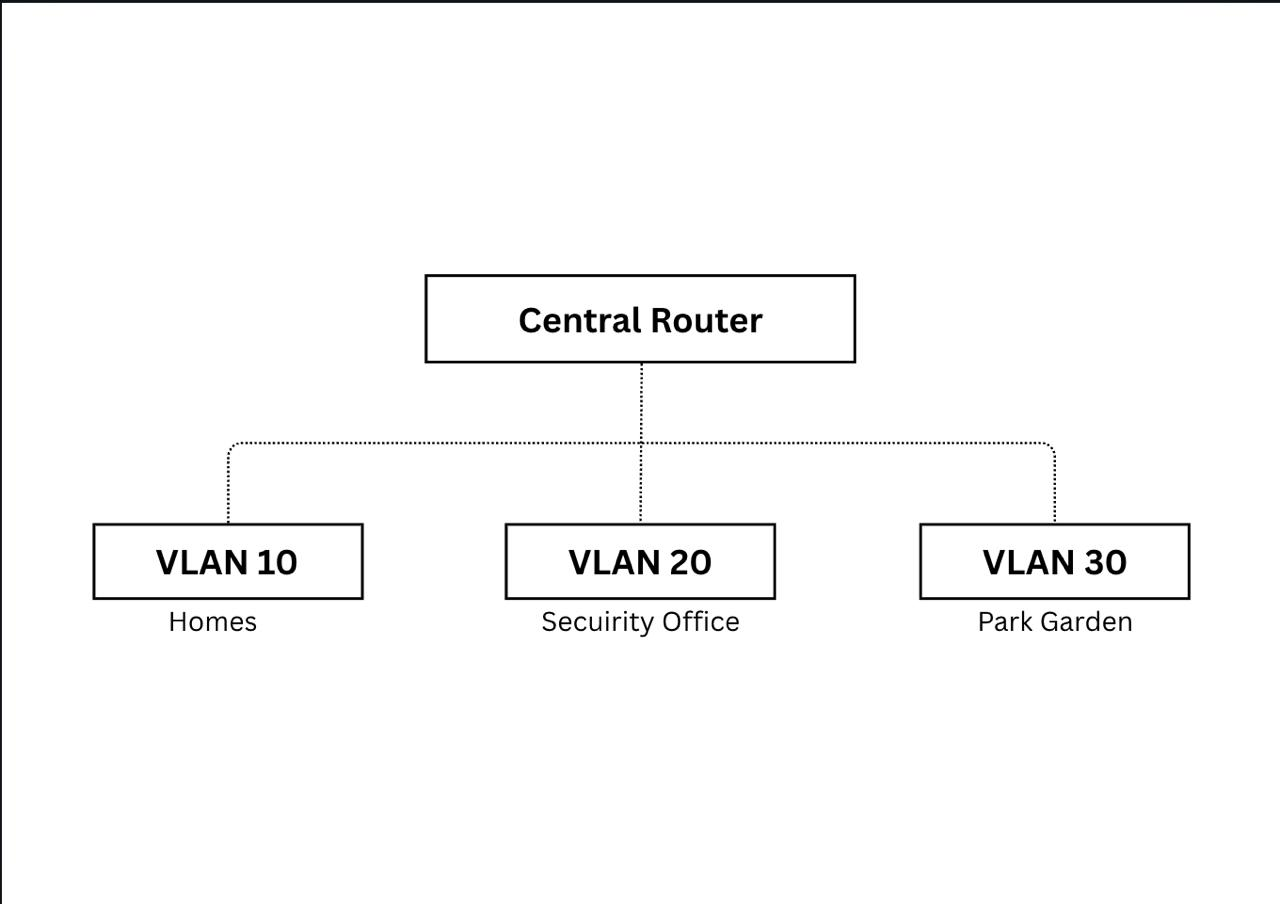 Central Router
VLAN 10
VLAN 20
VLAN 30
Homes
Secuirity Office
Park Garden